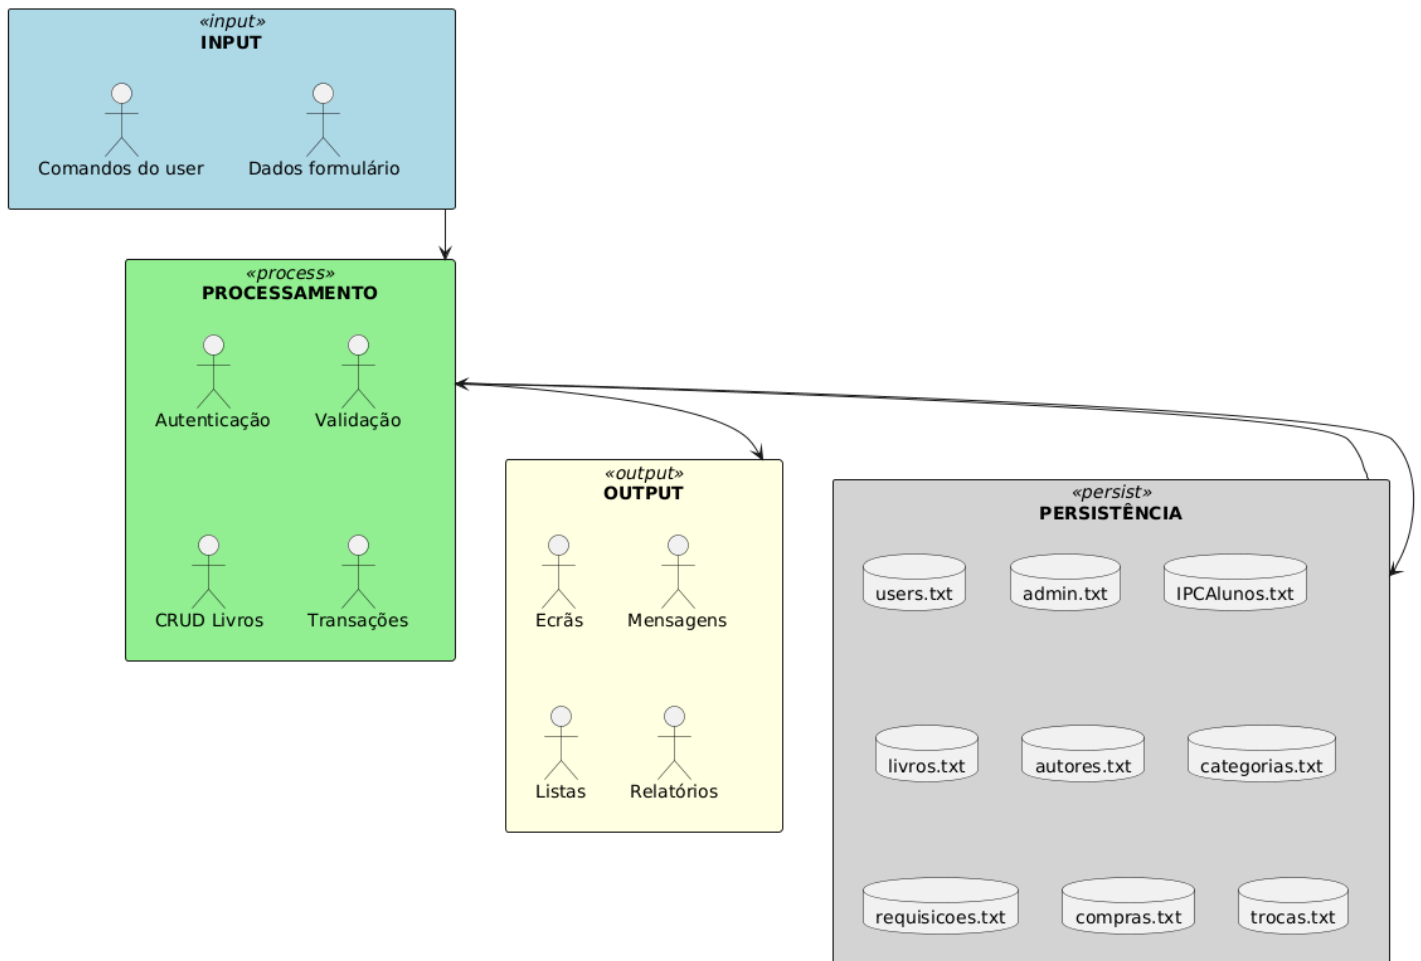 «input»
INPUT
Comandos do user
Dados formulário
«process»
PROCESSAMENTO
Autenticação
Validação
CRUD Livros
Transações
«output»
OUTPUT
Ecrãs
Mensagens
Listas
Relatórios
«persist»
PERSISTÊNCIA
users.txt
admin.txt
IPCAlunos.txt
livros.txt
autores.txt
categorias.txt
requisicoes.txt
compras.txt
trocas.txt